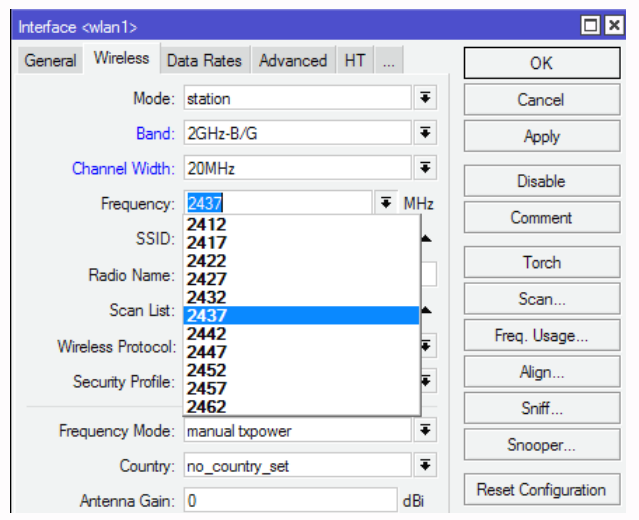 Interface <wlan1>
General Wireless Data Rates Advanced HT ...
Mode: station
Band: 2GHz-B/G
Channel Width: 20MHz
Frequency: 2437 MHz
2412
2417
2422
2427
2432
2437
2442
2447
2452
2457
2462
SSID:
Radio Name:
Scan List:
Wireless Protocol:
Security Profile:
Frequency Mode: manual txpower
Country: no_country_set
Antenna Gain: 0 dBi
OK
Cancel
Apply
Disable
Comment
Torch
Scan...
Freq. Usage...
Align...
Sniff...
Snooper...
Reset Configuration